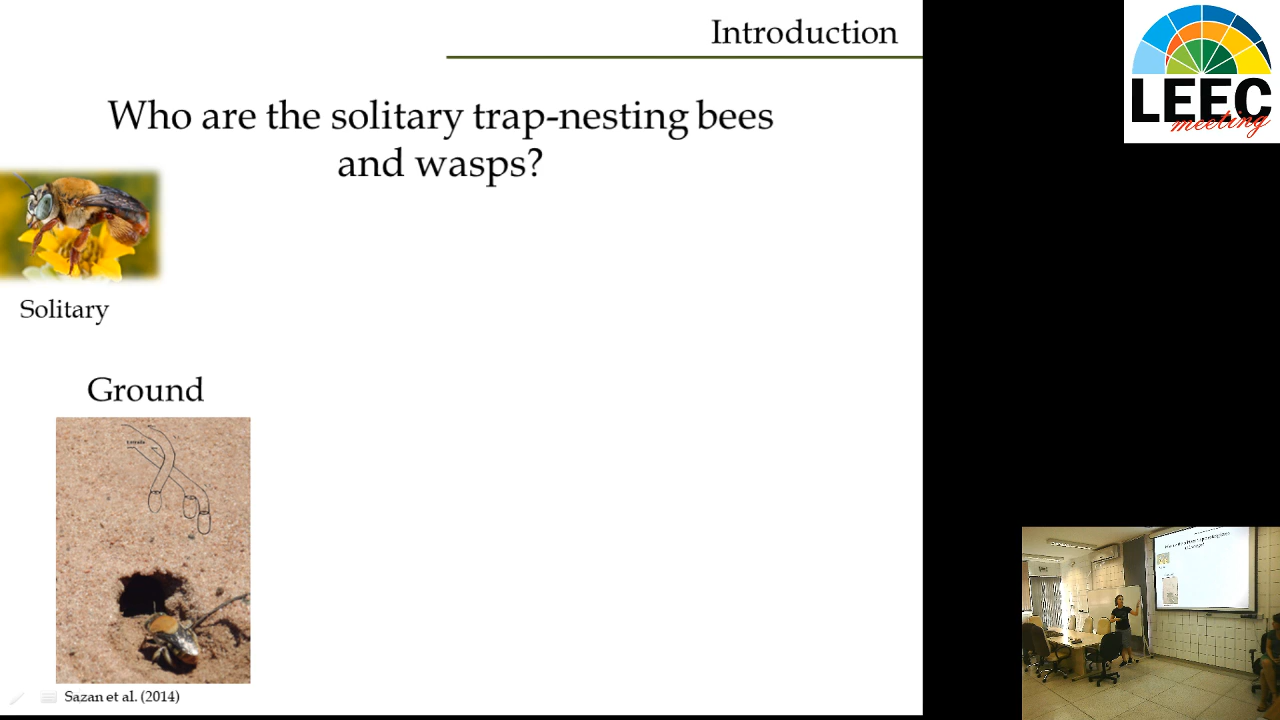 Introduction
Who are the solitary trap-nesting bees
and wasps?
Solitary
Ground
Sazan et al. (2014)
LEEC
meeting